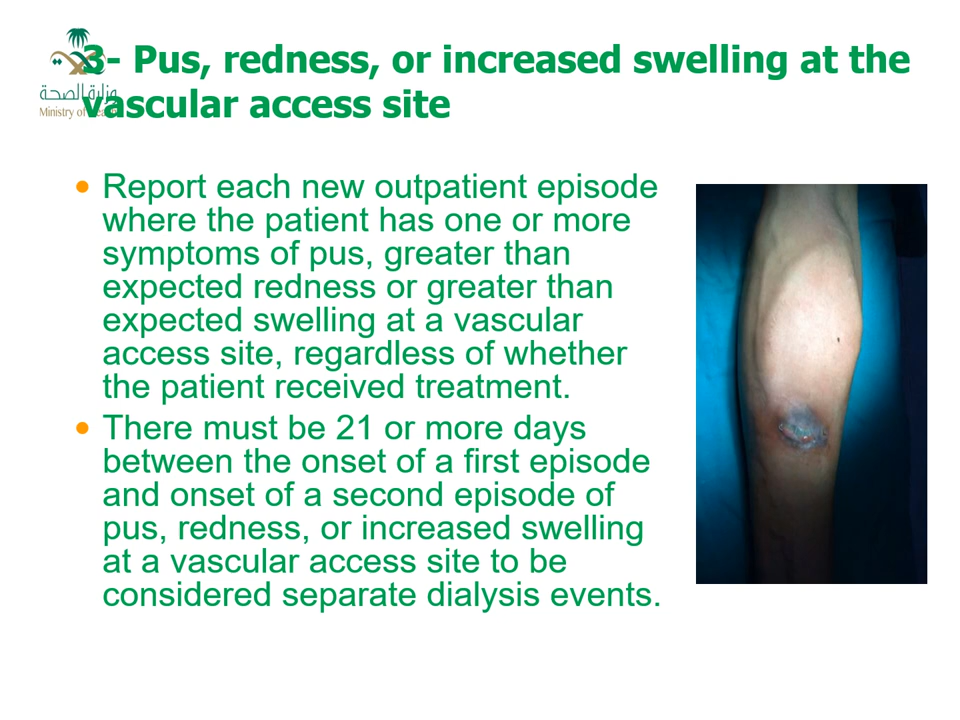 3- Pus, redness, or increased swelling at the
vascular access site
وزارة الصحة
Ministry of
• Report each new outpatient episode
where the patient has one or more
symptoms of pus, greater than
expected redness or greater than
expected swelling at a vascular
access site, regardless of whether
the patient received treatment.
• There must be 21 or more days
between the onset of a first episode
and onset of a second episode of
pus, redness, or increased swelling
at a vascular access site to be
considered separate dialysis events.